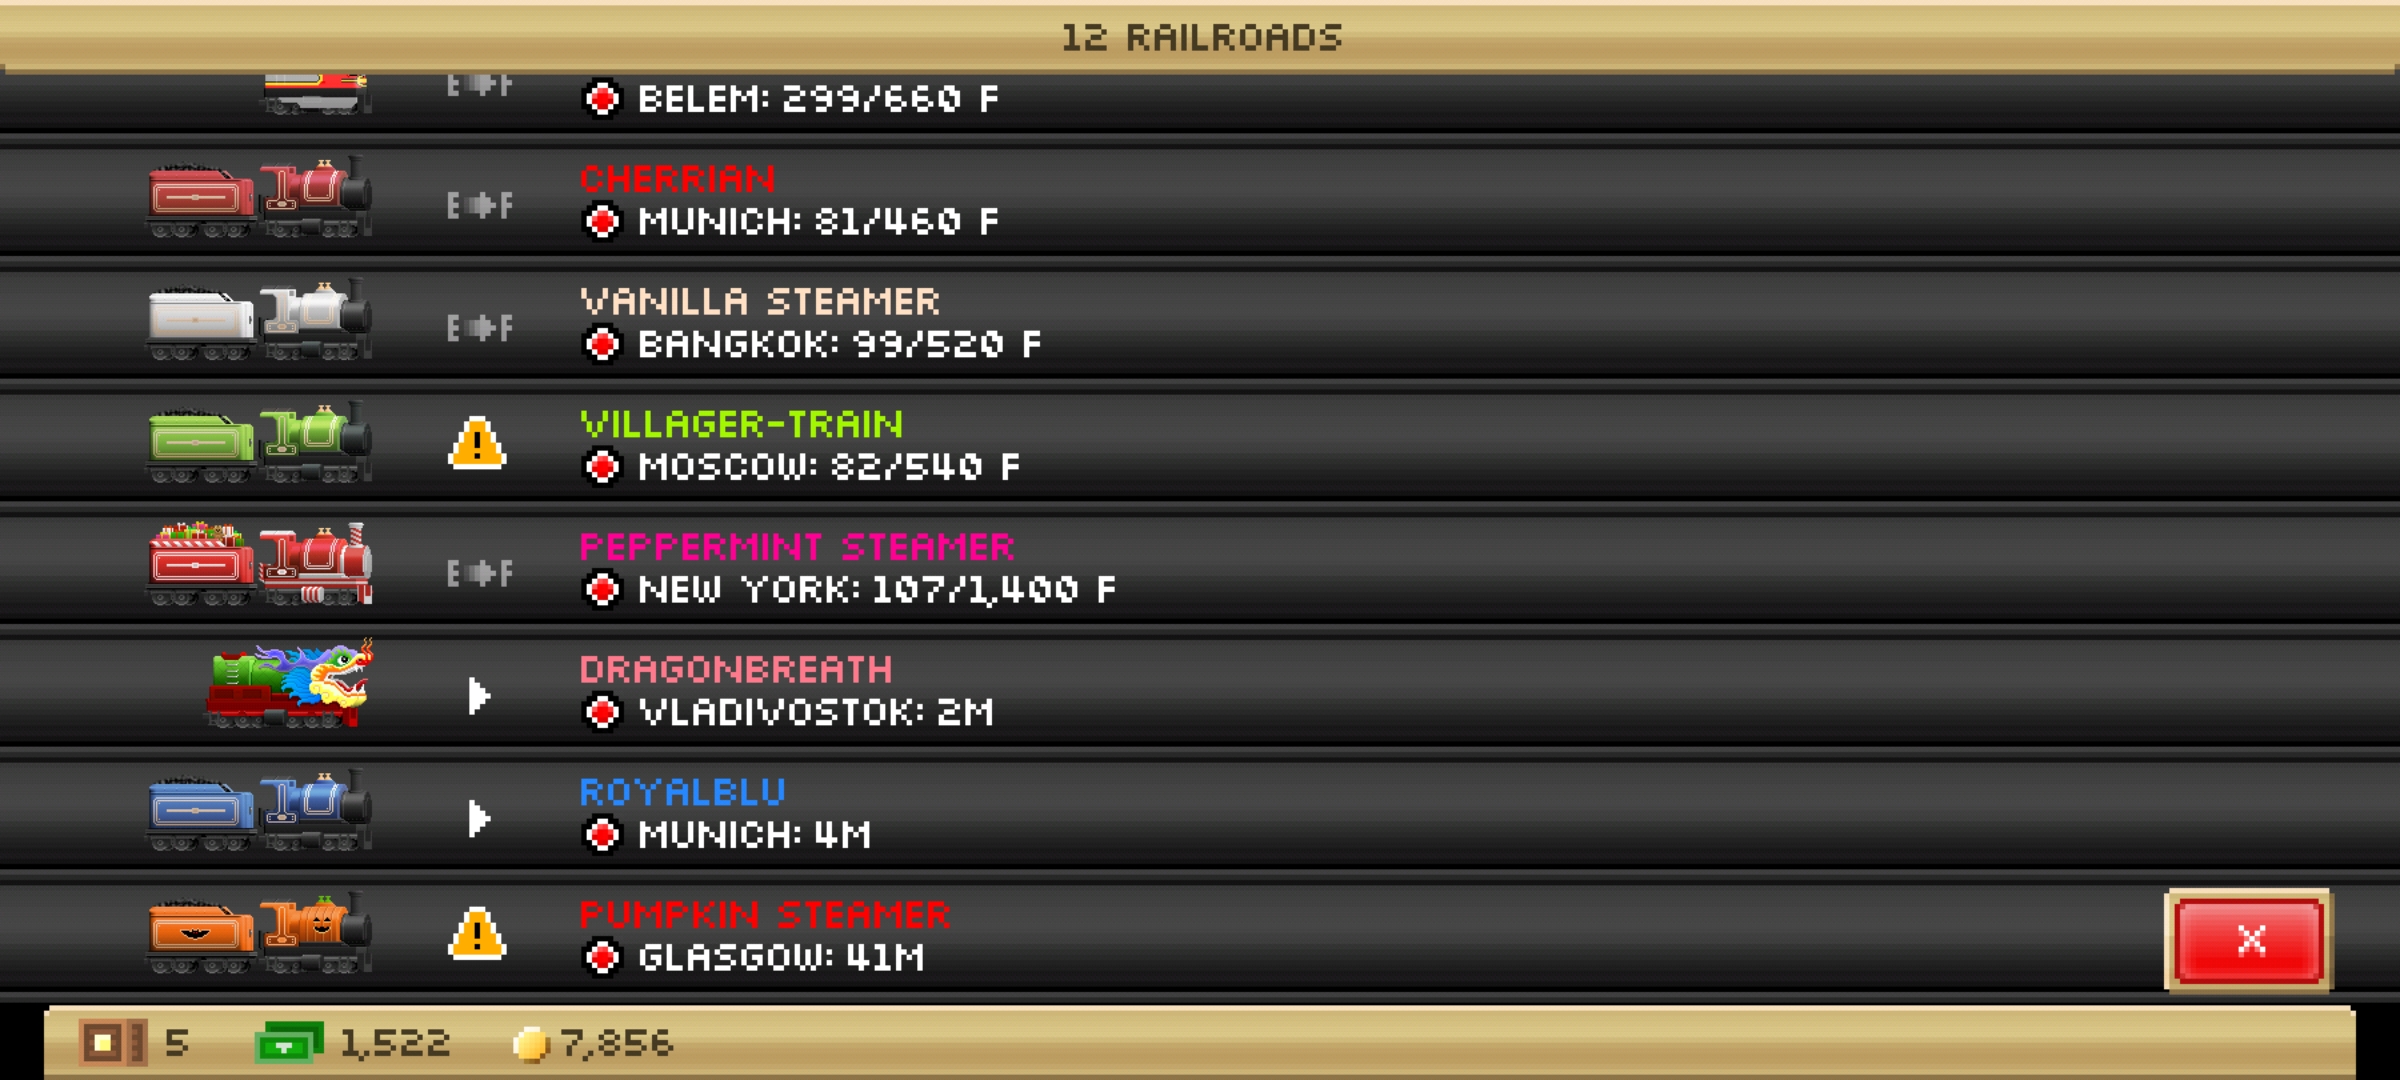 12 RAILROADS
E F
BELEM: 299/660 F
CHERRIAN
E F
MUNICH: 81/460 F
VANILLA STEAMER
E F
BANGKOK: 99/520 F
VILLAGER-TRAIN
!
MOSCOW: 82/540 F
PEPPERMINT STEAMER
E F
NEW YORK: 107/1,400 F
DRAGONBREATH
VLADIVOSTOK: 2M
ROYALBLU
MUNICH: 4M
PUMPKIN STEAMER
!
GLASGOW: 41M
X
5 1,522 7,856